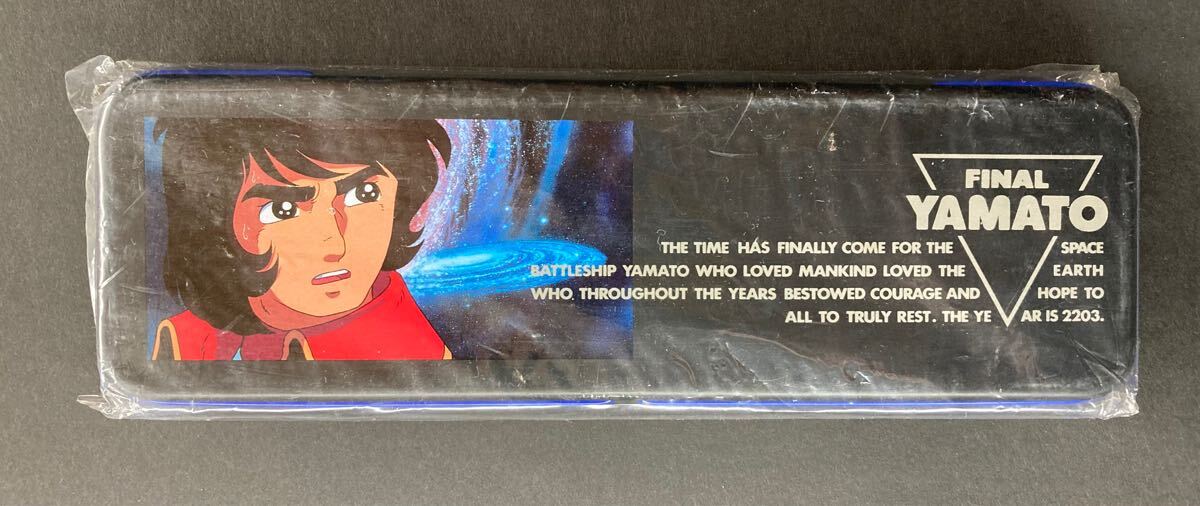 FINAL
YAMATO
THE TIME HAS FINALLY COME FOR THE SPACE
BATTLESHIP YAMATO WHO LOVED MANKIND LOVED THE EARTH
WHO THROUGHOUT THE YEARS BESTOWED COURAGE AND HOPE TO
ALL TO TRULY REST. THE YEAR IS 2203.